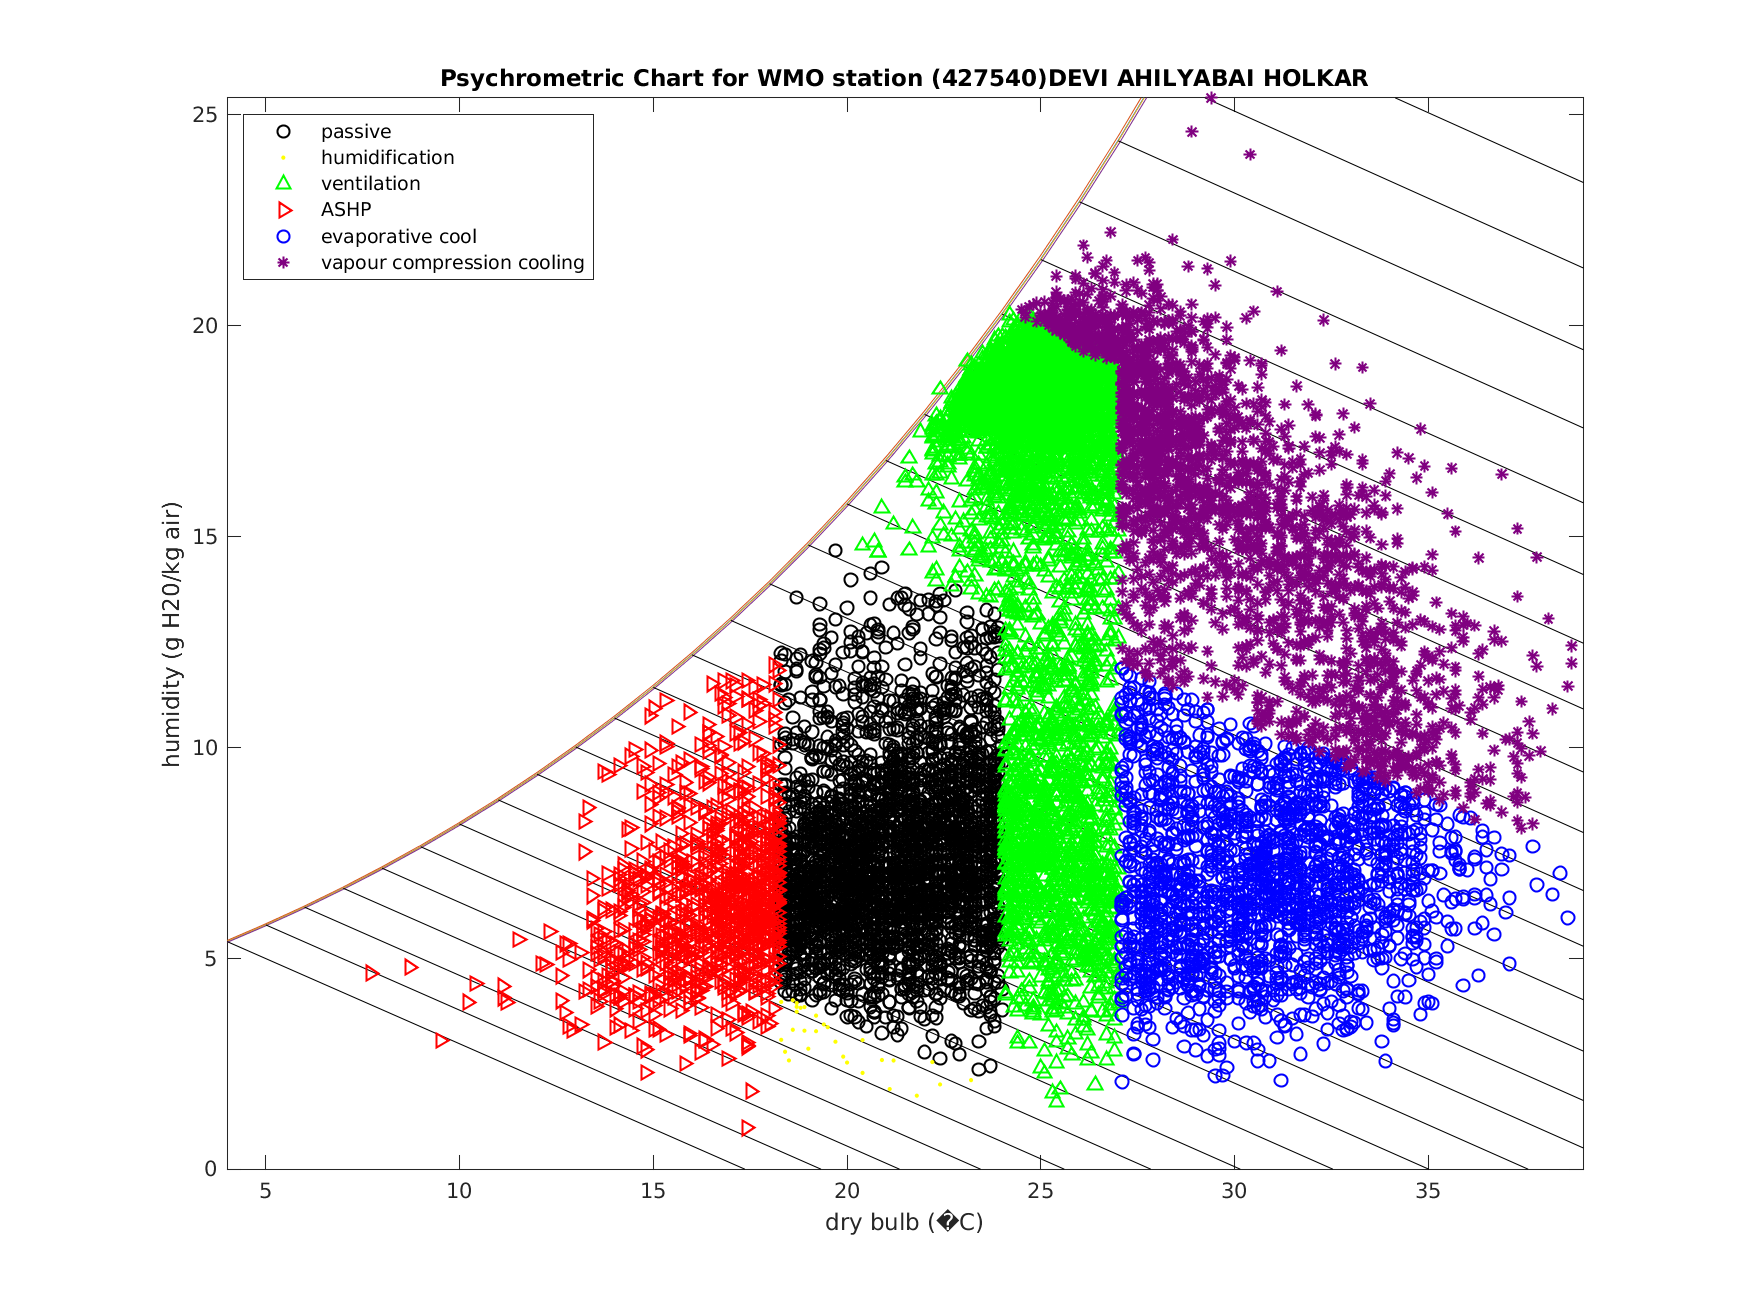 Psychrometric Chart for WMO station (427540)DEVI AHILYABAI HOLKAR
25
20
15
10
5
0
humidity (g H20/kg air)
passive
humidification
ventilation
ASHP
evaporative cool
vapour compression cooling
5 10 15 20 25 30 35
dry bulb (�C)